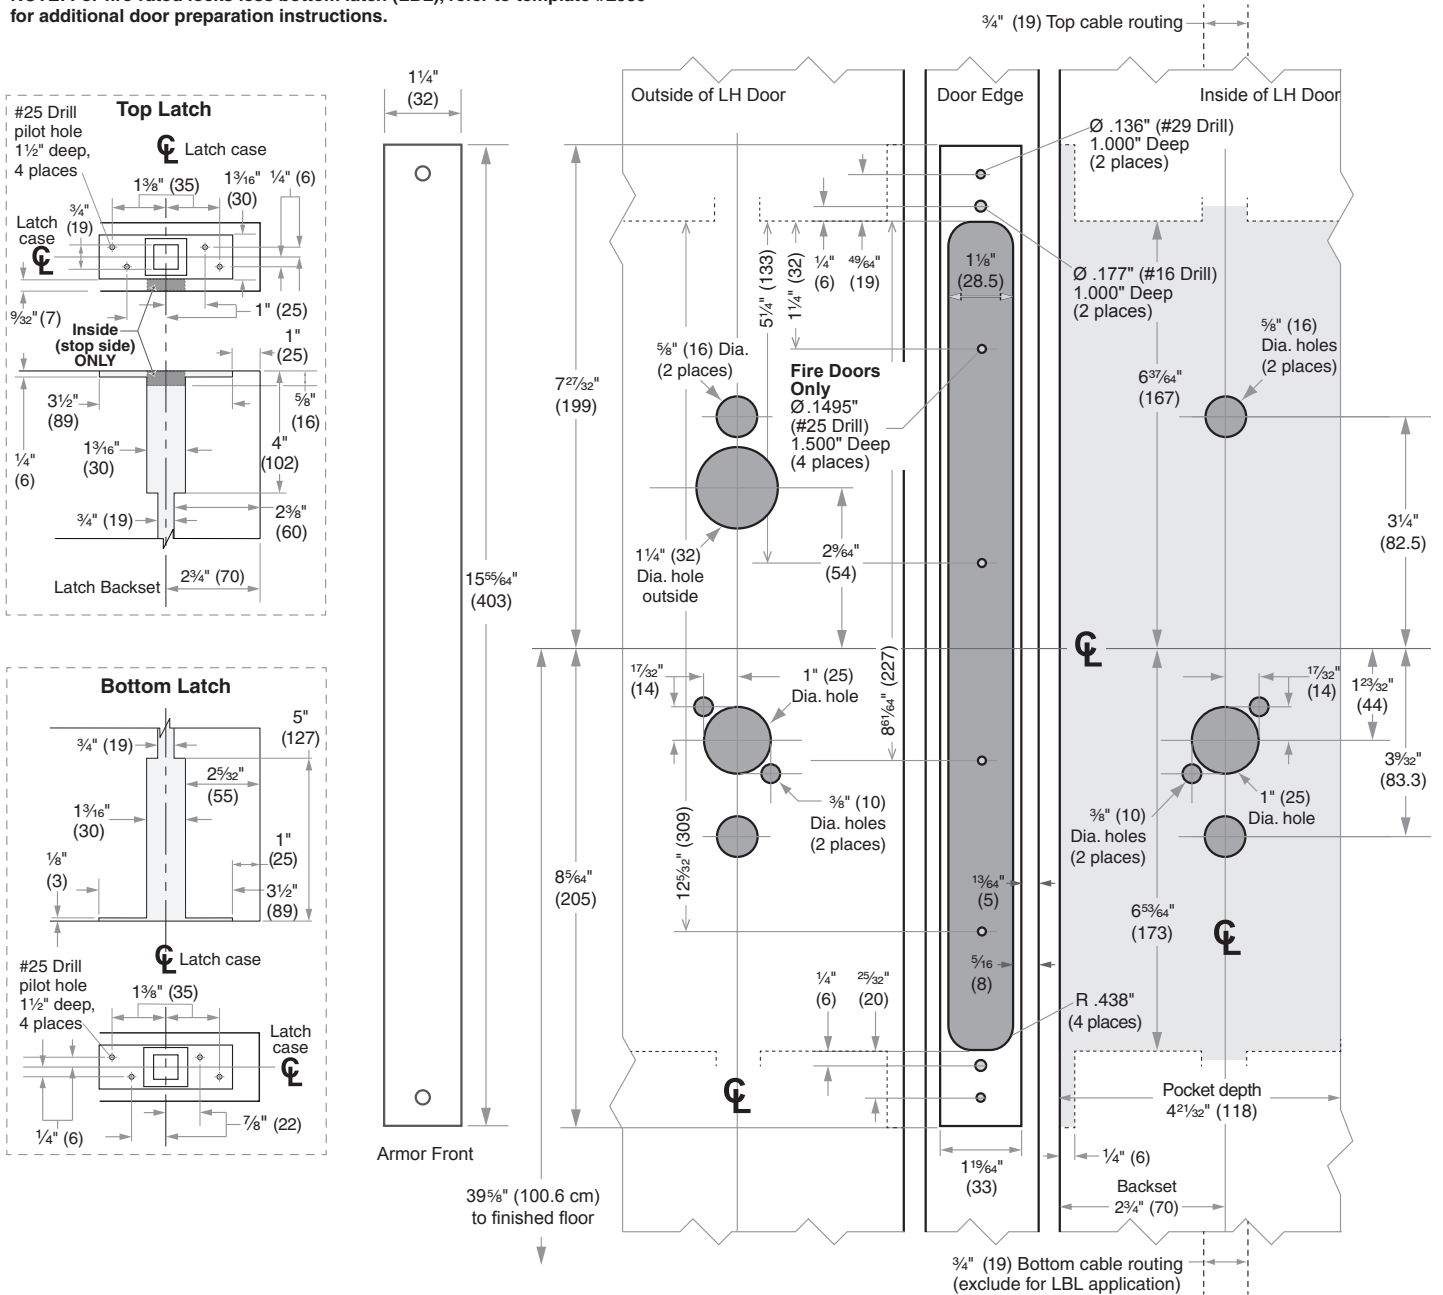 for additional door preparation instructions.
¾" (19) Top cable routing
Top Latch
#25 Drill
pilot hole
1½" deep,
4 places
℄ Latch case
1⅜" (35)
1³⁄₁₆"
(30)
¼" (6)
¾"
(19)
Latch
case
℄
⁹⁄₃₂"(7)
1" (25)
Inside
(stop side)
ONLY
1"
(25)
3½"
(89)
⅝"
(16)
1³⁄₁₆"
(30)
4"
(102)
¼"
(6)
¾" (19)
2⅜"
(60)
Latch Backset
2¾" (70)
Bottom Latch
5"
(127)
¾" (19)
2⁵⁄₃₂"
(55)
1³⁄₁₆"
(30)
1"
(25)
⅛"
(3)
3½"
(89)
℄ Latch case
#25 Drill
pilot hole
1½" deep,
4 places
1⅜" (35)
Latch
case
℄
⅞" (22)
¼" (6)
1¼"
(32)
15⁵⁵⁄₆₄"
(403)
Armor Front
39⅝" (100.6 cm)
to finished floor
Outside of LH Door
Door Edge
Inside of LH Door
7²⁷⁄₃₂"
(199)
8⁵⁄₆₄"
(205)
5¼" (133)
1¼" (32)
¼"
(6)
⁴⁹⁄₆₄"
(19)
1⅛"
(28.5)
Ø .136" (#29 Drill)
1.000" Deep
(2 places)
Ø .177" (#16 Drill)
1.000" Deep
(2 places)
⅝" (16) Dia.
(2 places)
Fire Doors
Only
Ø .1495"
(#25 Drill)
1.500" Deep
(4 places)
1¼" (32)
Dia. hole
outside
2⁹⁄₆₄"
(54)
⅝" (16)
Dia. holes
(2 places)
6³⁷⁄₆₄"
(167)
3¼"
(82.5)
℄
¹⁷⁄₃₂"
(14)
1" (25)
Dia. hole
8⁶¹⁄₆₄" (227)
⅜" (10)
Dia. holes
(2 places)
12⁵⁄₃₂" (309)
¹⁷⁄₃₂"
(14)
1²³⁄₃₂"
(44)
3⁹⁄₃₂"
(83.3)
1" (25)
Dia. hole
⅜" (10)
Dia. holes
(2 places)
¹³⁄₆₄"
(5)
⁵⁄₁₆
(8)
6⁵³⁄₆₄"
(173)
℄
¼"
(6)
²⁵⁄₃₂"
(20)
R .438"
(4 places)
℄
Pocket depth
4²¹⁄₃₂" (118)
1¹⁹⁄₆₄"
(33)
¼" (6)
Backset
2¾" (70)
¾" (19) Bottom cable routing
(exclude for LBL application)